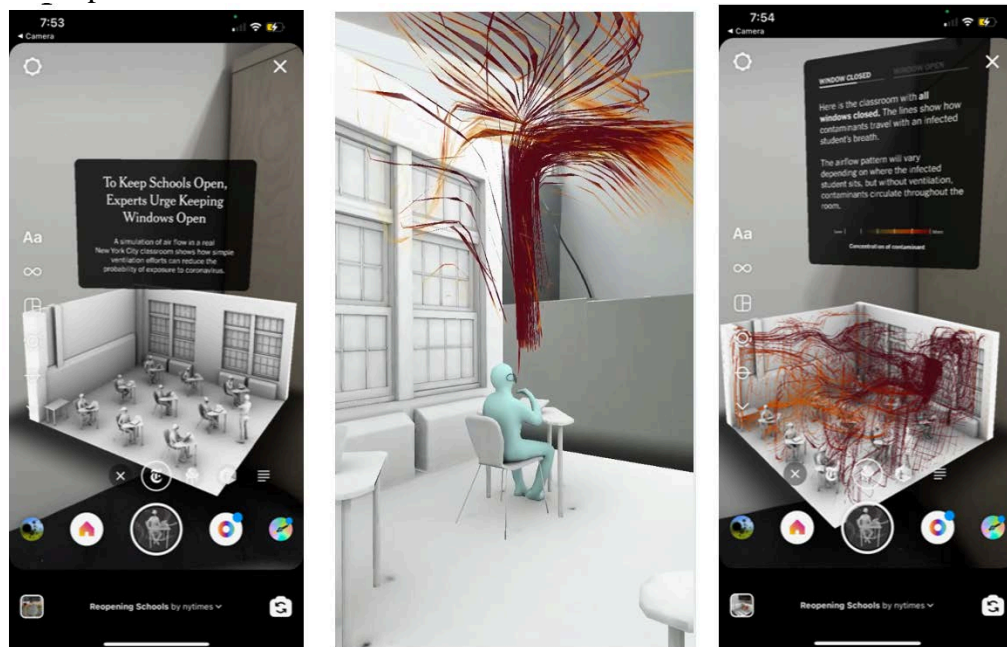 7:53
◄ Camera
To Keep Schools Open,
Experts Urge Keeping
Windows Open
A simulation of air flow in a real
New York City classroom shows how simple
ventilation efforts can reduce the
probability of exposure to coronavirus.
Aa
Reopening Schools by nytimes
7:54
◄ Camera
WINDOW CLOSED
WINDOW OPEN
Here is the classroom with all
windows closed. The lines show how
contaminants travel with an infected
student's breath.
The airflow pattern will vary
depending on where the infected
student sits, but without ventilation,
contaminants circulate throughout the
room.
Less
More
Concentration of contaminant
Aa
Reopening Schools by nytimes